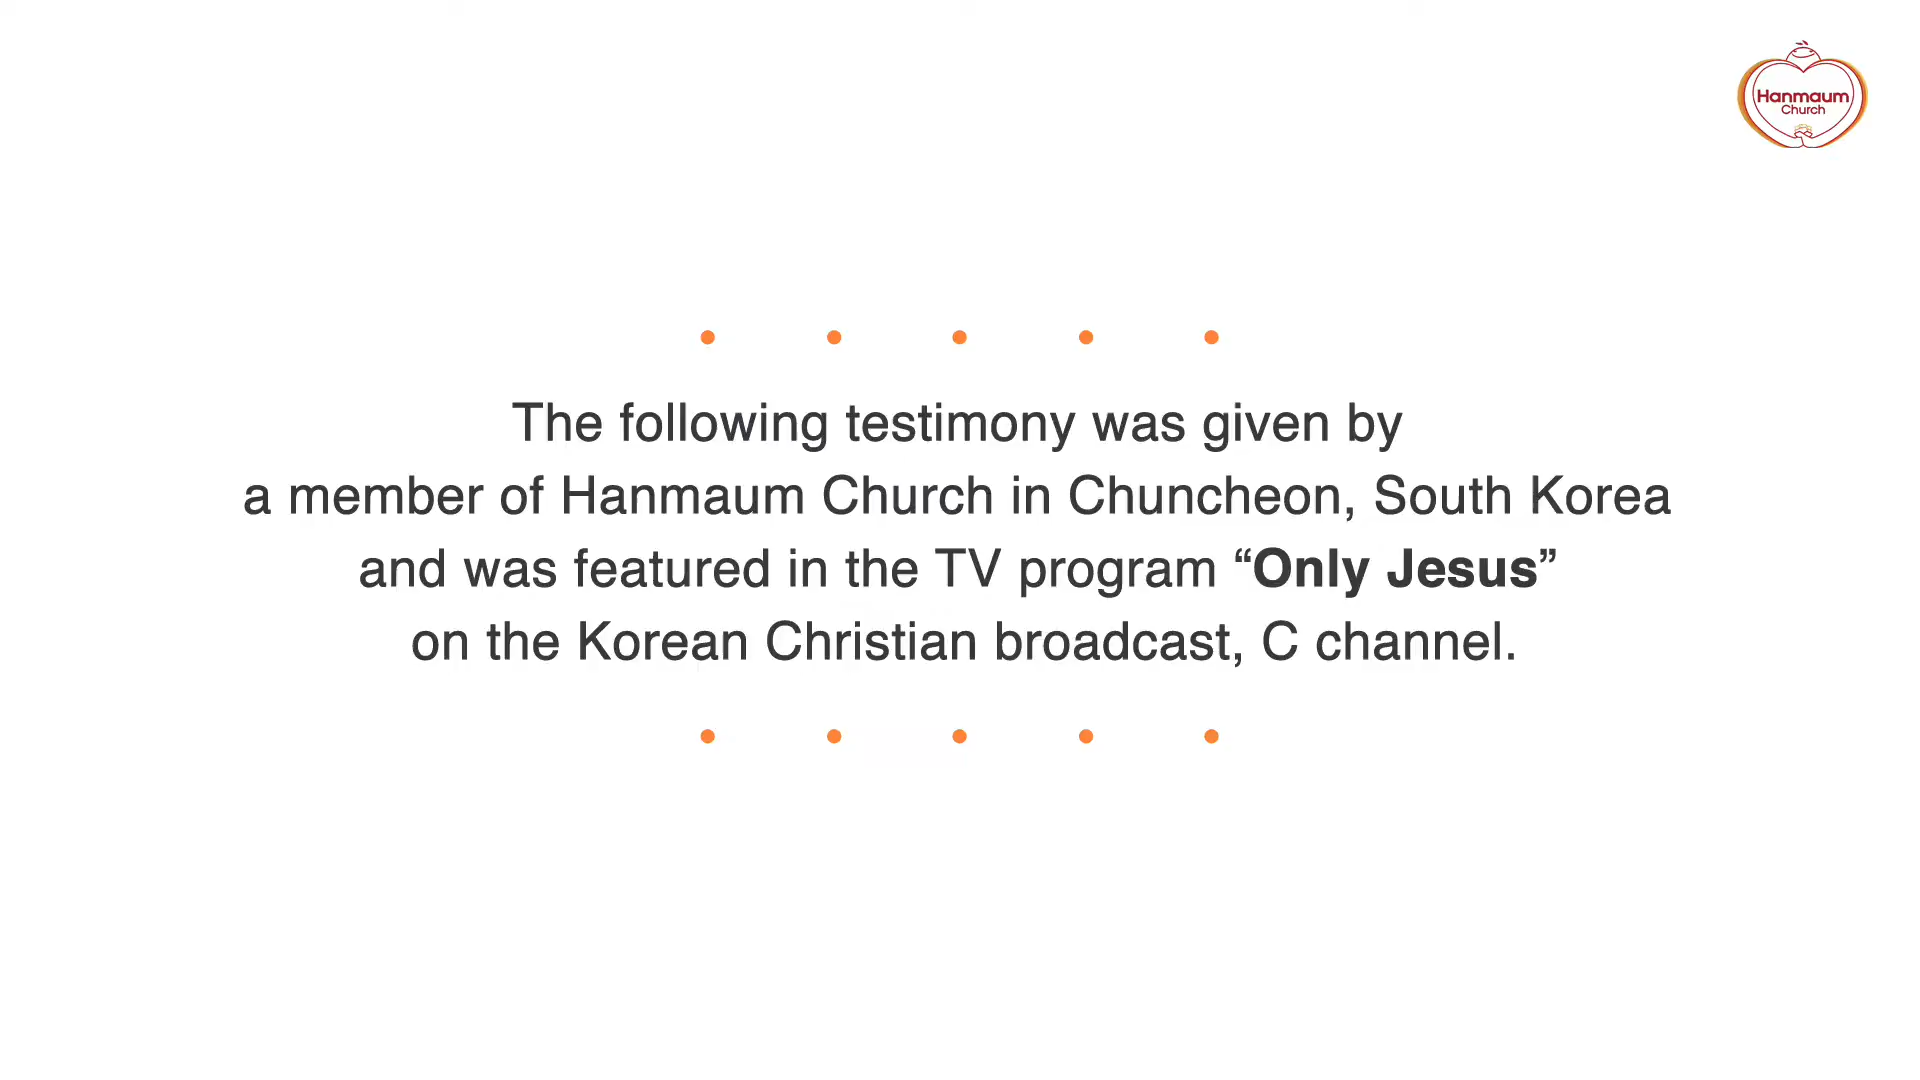 Hanmaum
Church
The following testimony was given by
a member of Hanmaum Church in Chuncheon, South Korea
and was featured in the TV program “Only Jesus”
on the Korean Christian broadcast, C channel.